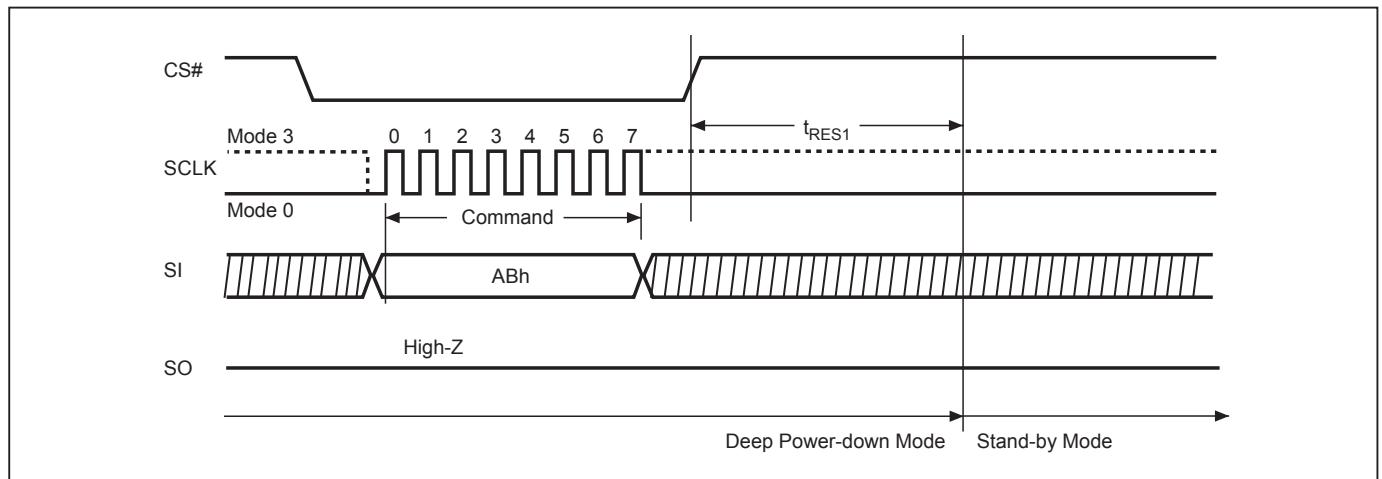 CS#
tRES1
Mode 3
0 1 2 3 4 5 6 7
SCLK
Mode 0
Command
SI
ABh
High-Z
SO
Deep Power-down Mode
Stand-by Mode